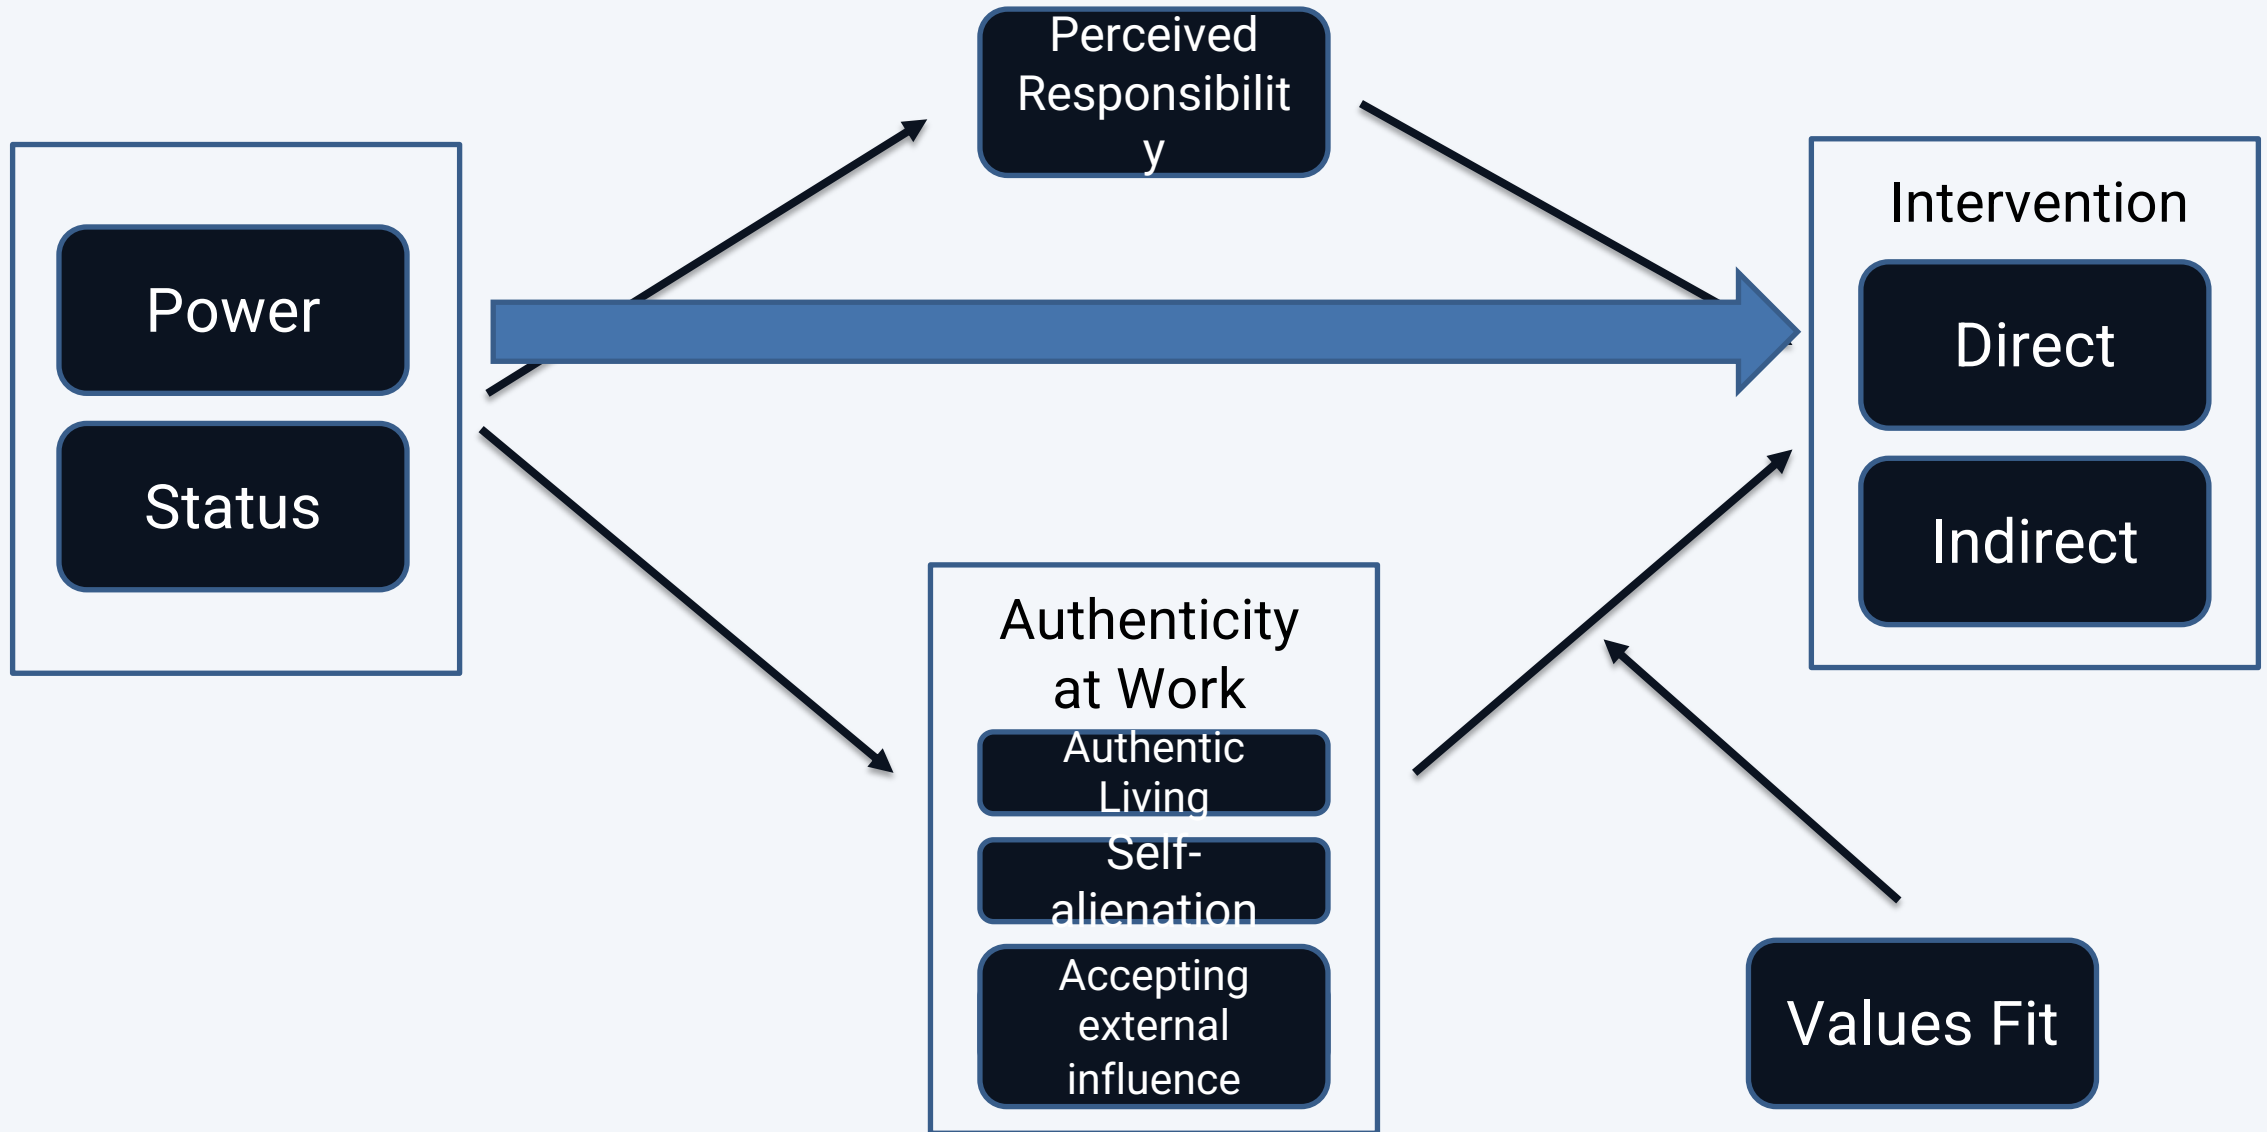 Perceived
Responsibilit
y
Power
Status
Intervention
Direct
Indirect
Authenticity
at Work
Authentic
Living
Self-
alienation
Accepting
external
influence
Values Fit